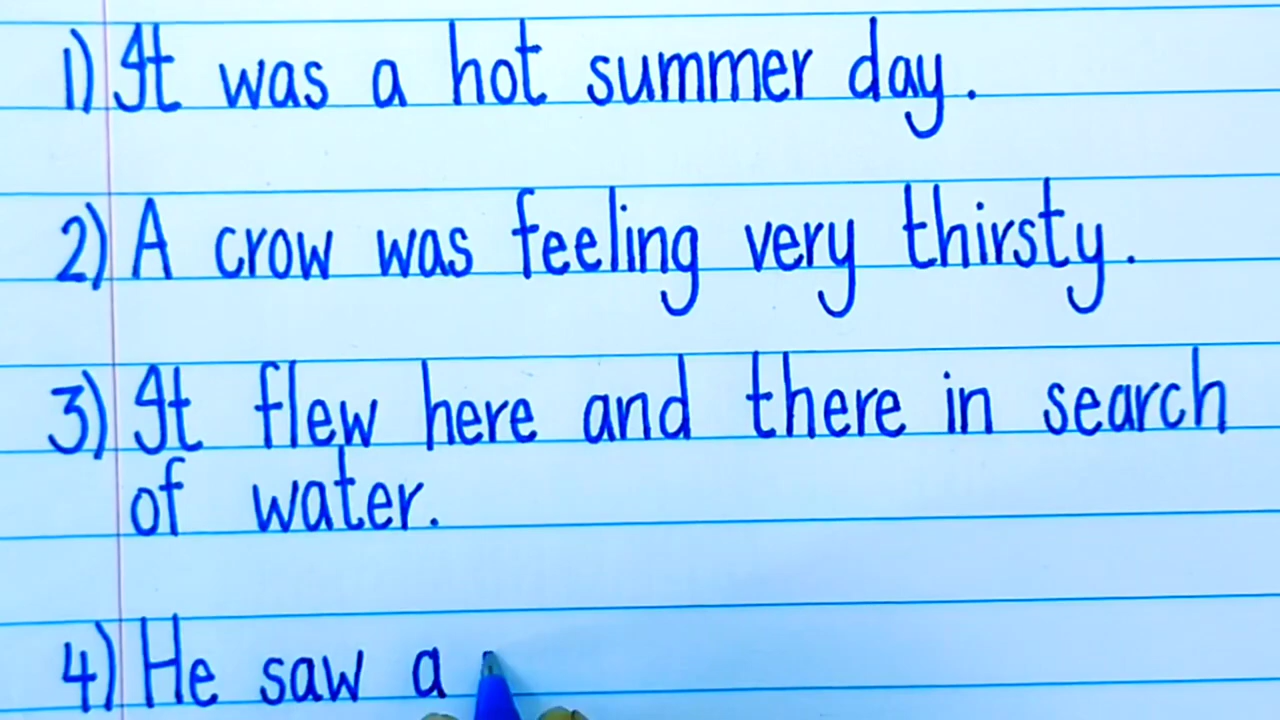 1) It was a hot summer day.
2) A crow was feeling very thirsty.
3) It flew here and there in search
of water.
4) He saw a